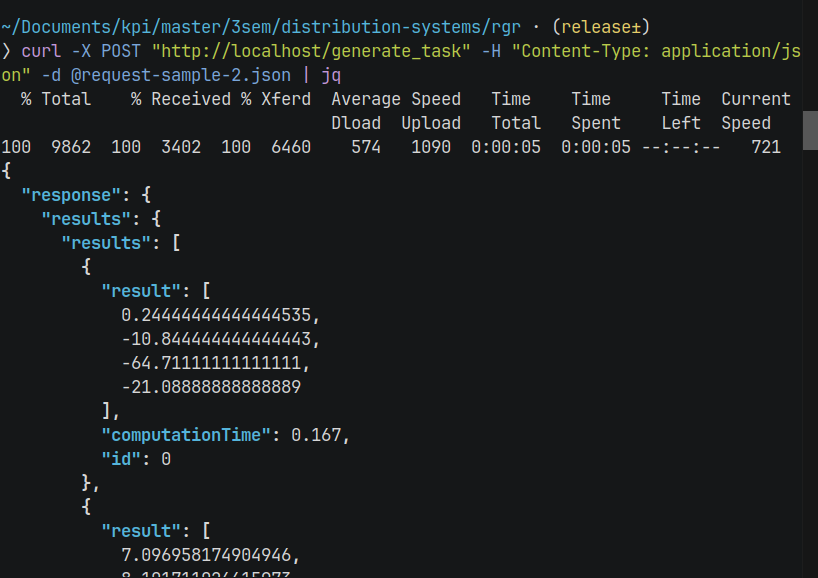 ~/Documents/kpi/master/3sem/distribution-systems/rgr · (release±)
❯ curl -X POST "http://localhost/generate_task" -H "Content-Type: application/js
on" -d @request-sample-2.json | jq
  % Total    % Received % Xferd  Average Speed   Time    Time     Time  Current
                                 Dload  Upload   Total   Spent    Left  Speed
100  9862  100  3402  100  6460    574   1090  0:00:05  0:00:05 --:--:--   721
{
  "response": {
    "results": {
      "results": [
        {
          "result": [
            0.24444444444444535,
            -10.844444444444443,
            -64.71111111111111,
            -21.08888888888889
          ],
          "computationTime": 0.167,
          "id": 0
        },
        {
          "result": [
            7.096958174904946,